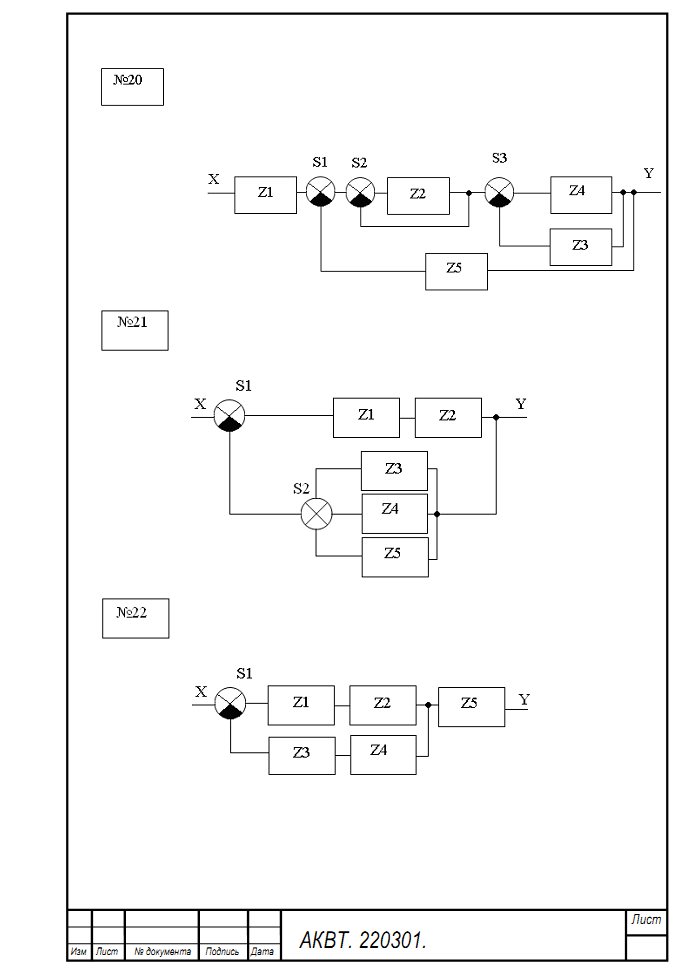 №20
S1 S2 S3
X Z1 Z2 Z4 Y
Z3
Z5
№21
S1
X Z1 Z2 Y
Z3
S2 Z4
Z5
№22
S1
X Z1 Z2 Z5 Y
Z3 Z4
Лист
Изм Лист № документа Подпись Дата
АКВТ. 220301.